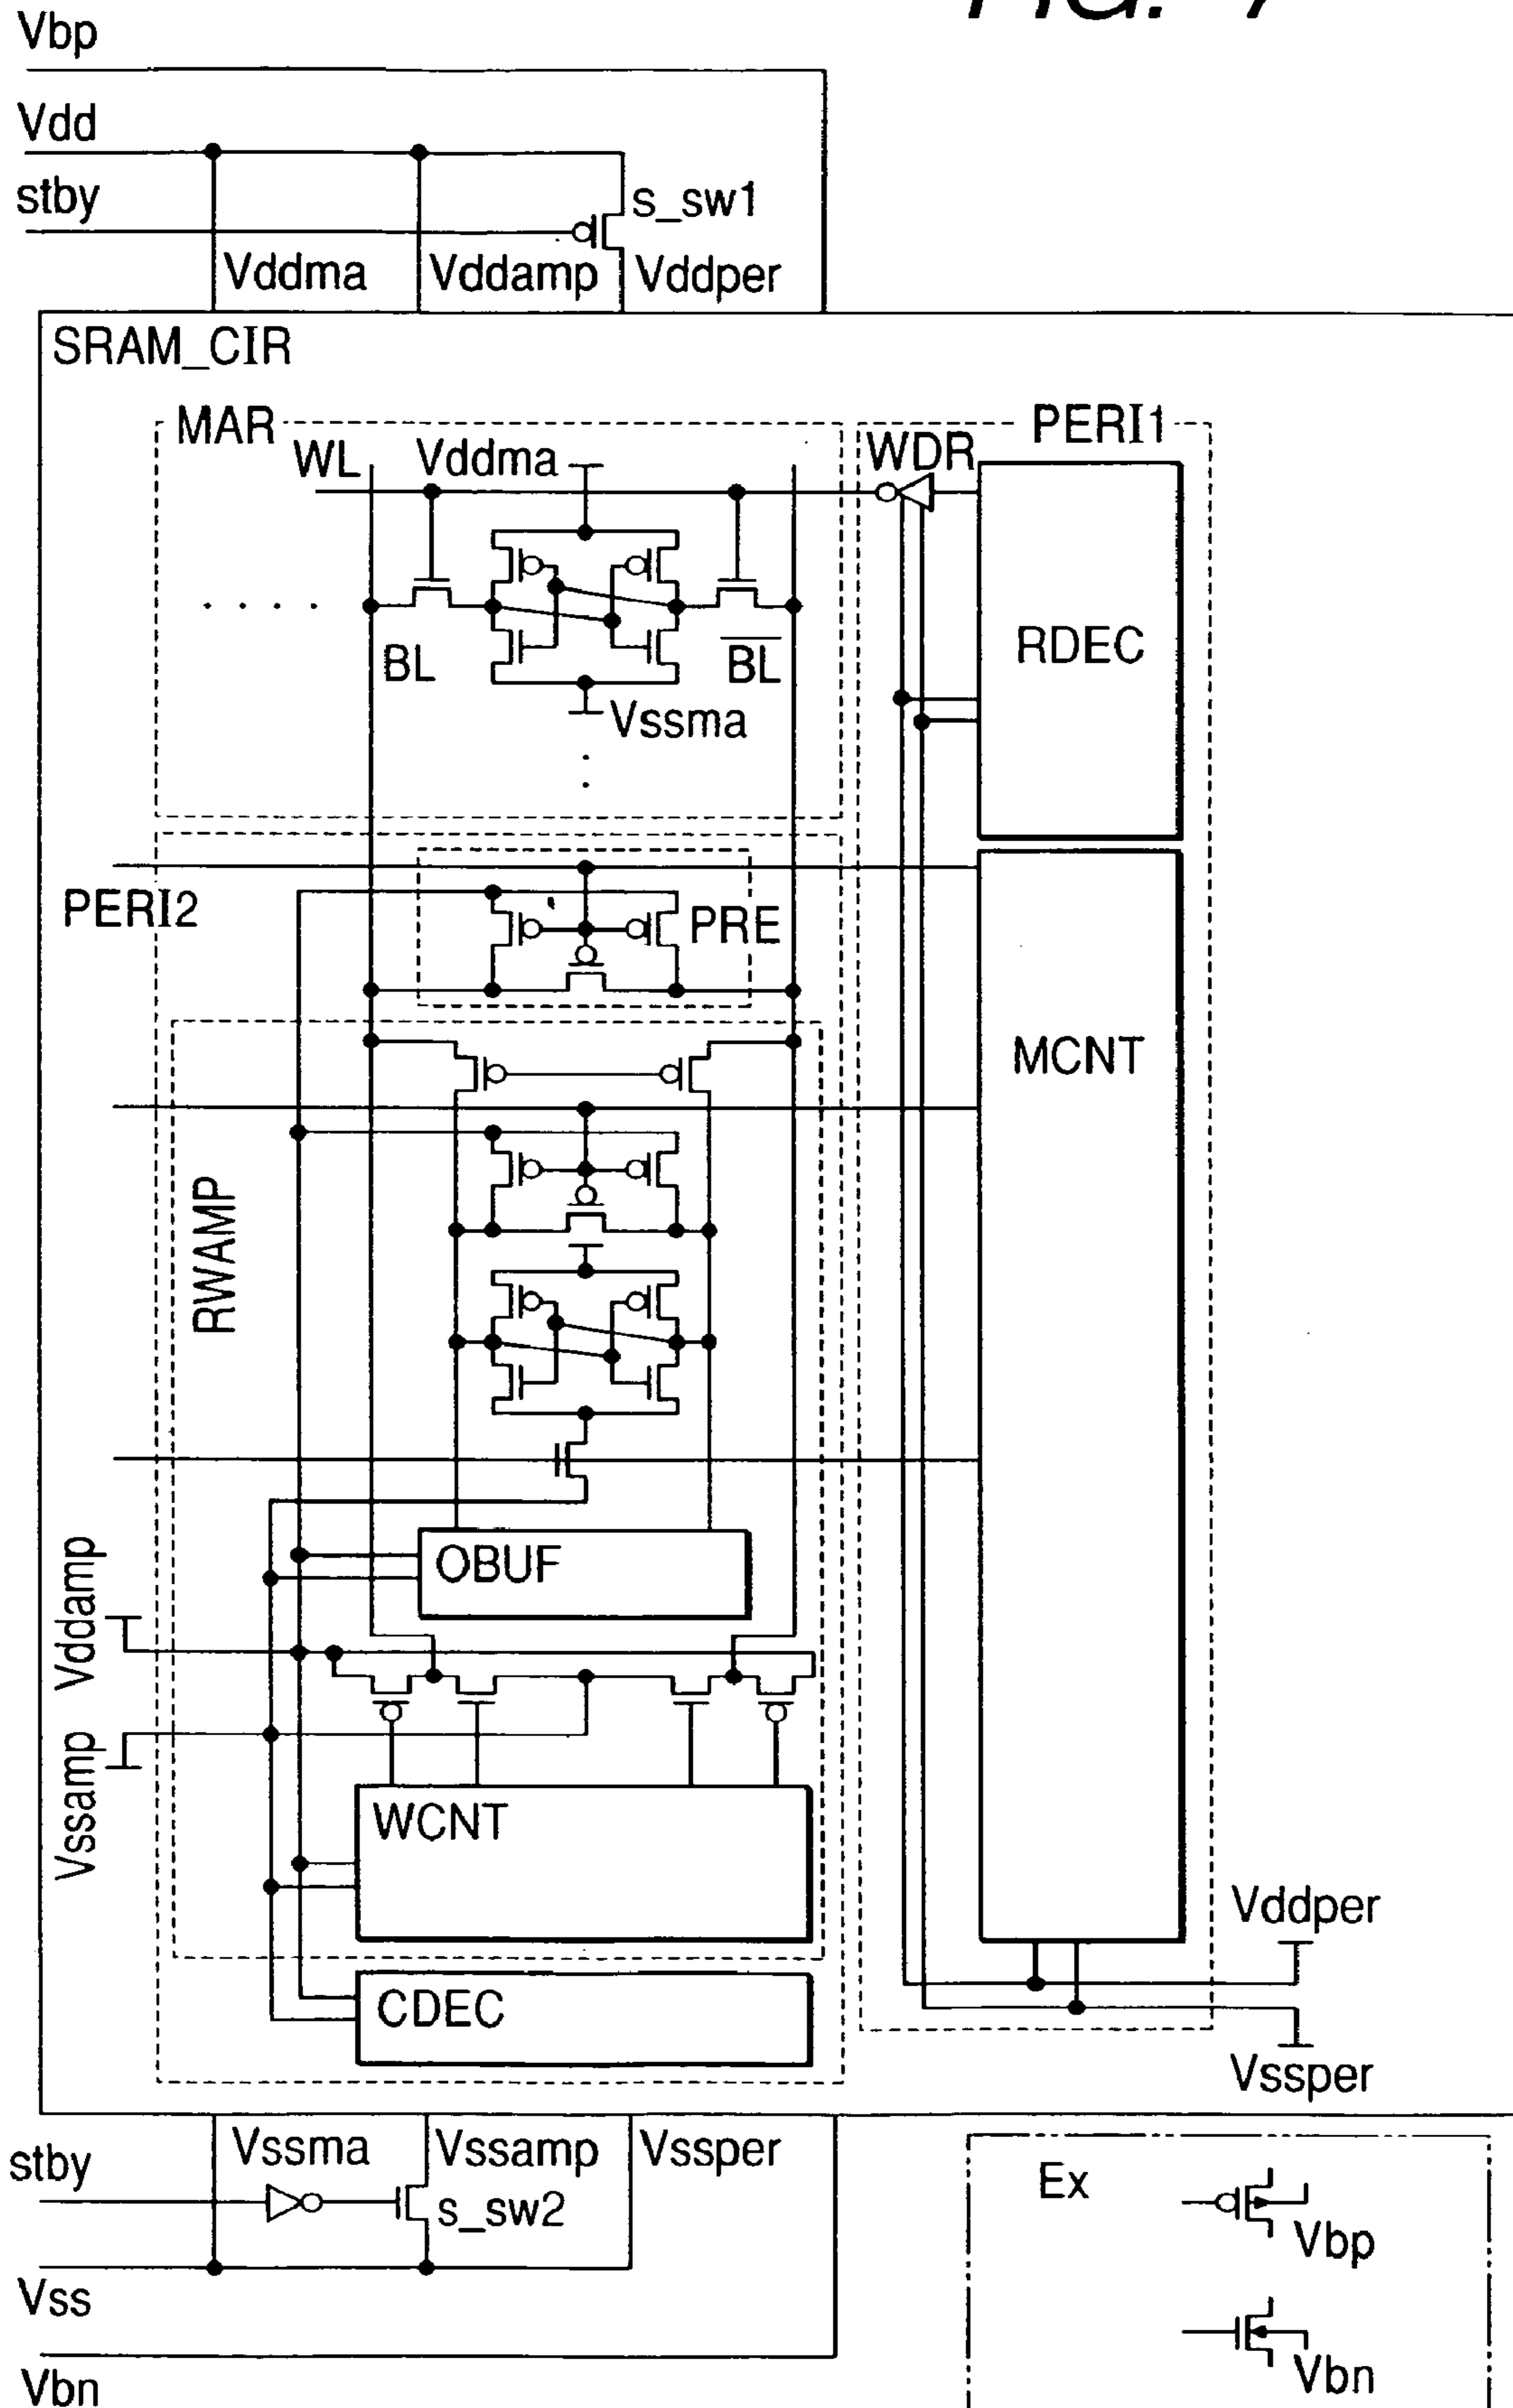 FIG. 7
Vbp
Vdd
stby
s_sw1
Vddma
Vddamp
Vddper
SRAM_CIR
MAR
PERI1
WL
Vddma
WDR
RDEC
BL
BL
Vssma
PERI2
PRE
MCNT
RWAMP
OBUF
Vddamp
Vssamp
WCNT
Vddper
CDEC
Vssper
Vssma
Vssamp
Vssper
stby
s_sw2
Ex
Vbp
Vss
Vbn
Vbn